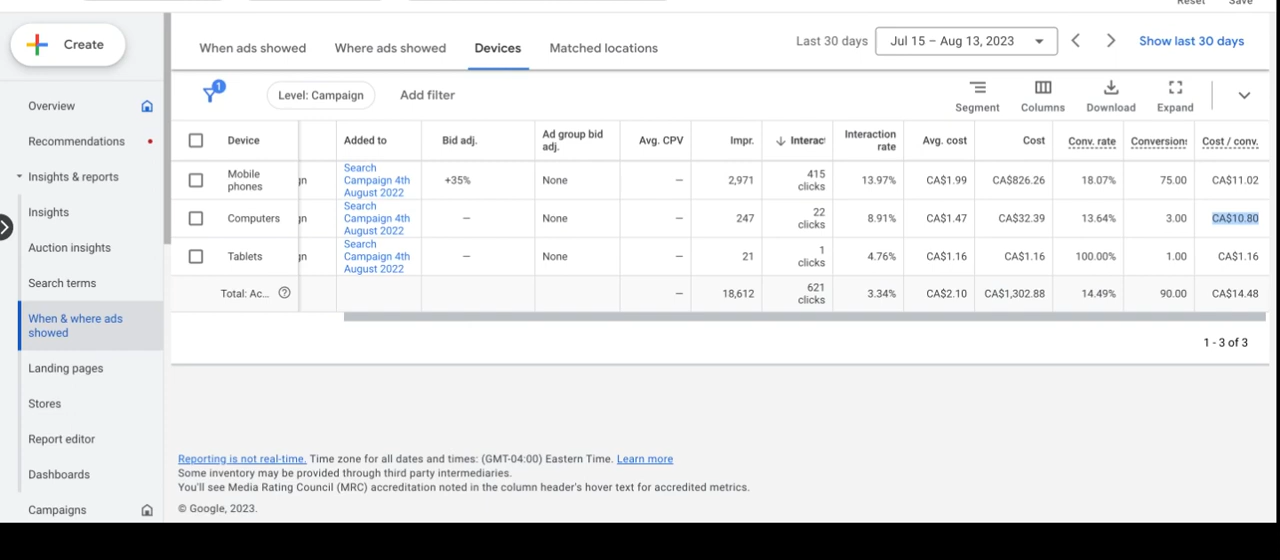 Reset Save
Create
When ads showed Where ads showed Devices Matched locations Last 30 days Jul 15 – Aug 13, 2023 Show last 30 days
1 Level: Campaign Add filter Segment Columns Download Expand
Overview
Recommendations
Insights & reports
Insights
Auction insights
Search terms
When & where ads
showed
Landing pages
Stores
Report editor
Dashboards
Campaigns
Device Added to Bid adj. Ad group bid adj. Avg. CPV Impr. Interac Interaction rate Avg. cost Cost Conv. rate Conversions Cost / conv.
Mobile phones gn Search Campaign 4th August 2022 +35% None – 2,971 415 clicks 13.97% CA$1.99 CA$826.26 18.07% 75.00 CA$11.02
Computers gn Search Campaign 4th August 2022 – None – 247 22 clicks 8.91% CA$1.47 CA$32.39 13.64% 3.00 CA$10.80
Tablets gn Search Campaign 4th August 2022 – None – 21 1 clicks 4.76% CA$1.16 CA$1.16 100.00% 1.00 CA$1.16
Total: Ac... – 18,612 621 clicks 3.34% CA$2.10 CA$1,302.88 14.49% 90.00 CA$14.48
1 - 3 of 3
Reporting is not real-time. Time zone for all dates and times: (GMT-04:00) Eastern Time. Learn more
Some inventory may be provided through third party intermediaries.
You'll see Media Rating Council (MRC) accreditation noted in the column header's hover text for accredited metrics.
© Google, 2023.